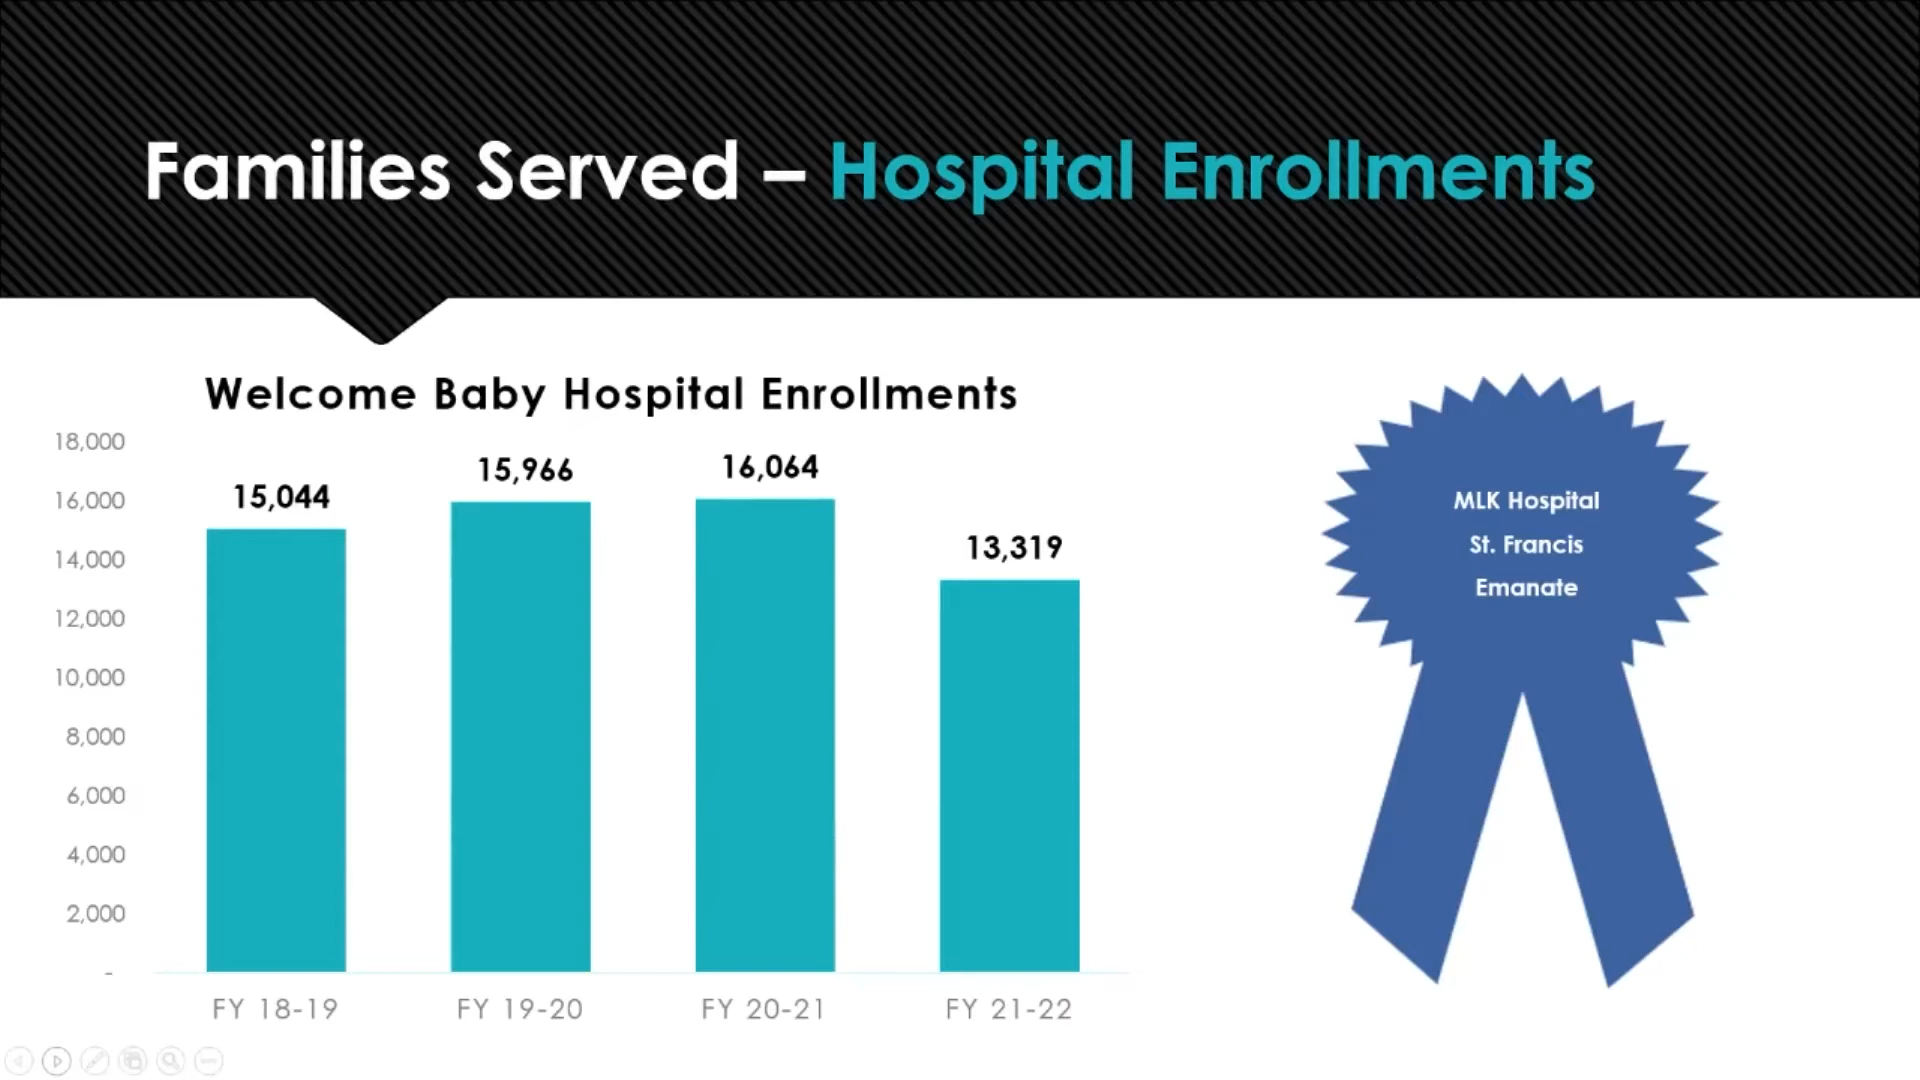 Families Served – Hospital Enrollments
Welcome Baby Hospital Enrollments
18,000
16,000
14,000
12,000
10,000
8,000
6,000
4,000
2,000
-
15,044
15,966
16,064
13,319
FY 18-19
FY 19-20
FY 20-21
FY 21-22
MLK Hospital
St. Francis
Emanate